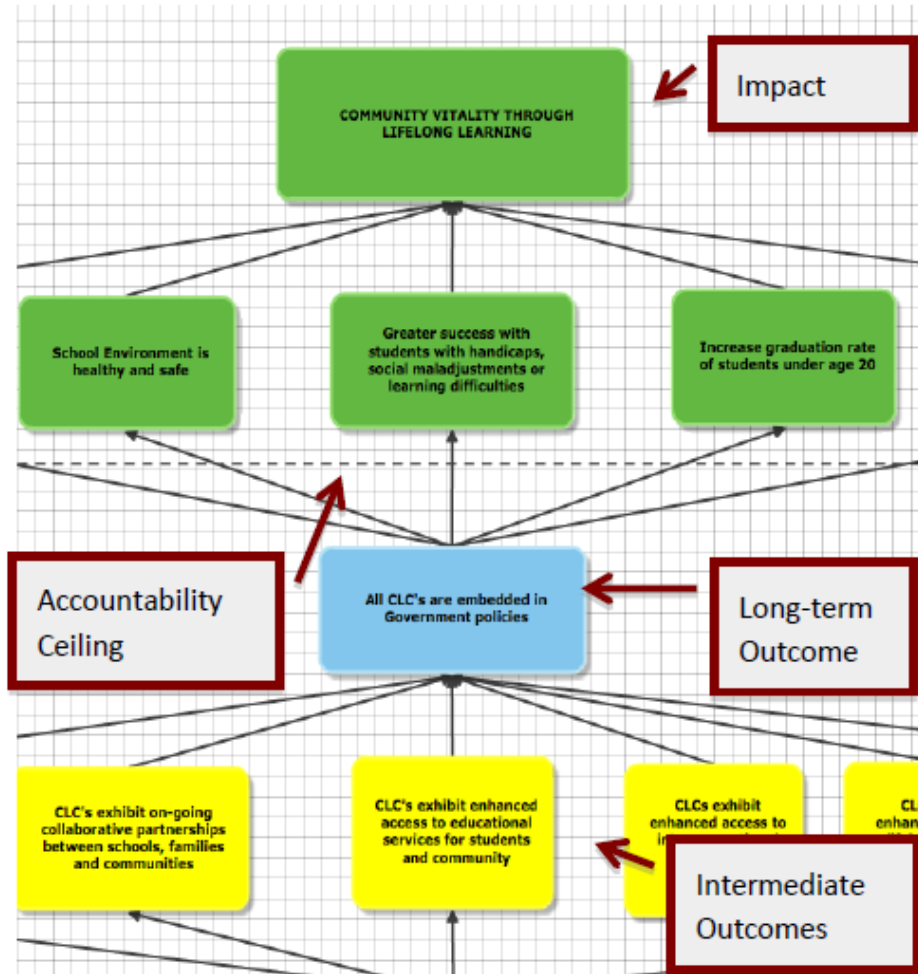 COMMUNITY VITALITY THROUGH
LIFELONG LEARNING
Impact
School Environment is
healthy and safe
Greater success with
students with handicaps,
social maladjustments or
learning difficulties
Increase graduation rate
of students under age 20
Accountability
Ceiling
All CLC's are embedded in
Government policies
Long-term
Outcome
CLC's exhibit on-going
collaborative partnerships
between schools, families
and communities
CLC's exhibit enhanced
access to educational
services for students
and community
CLCs exhibit
enhanced access to
Intermediate
Outcomes